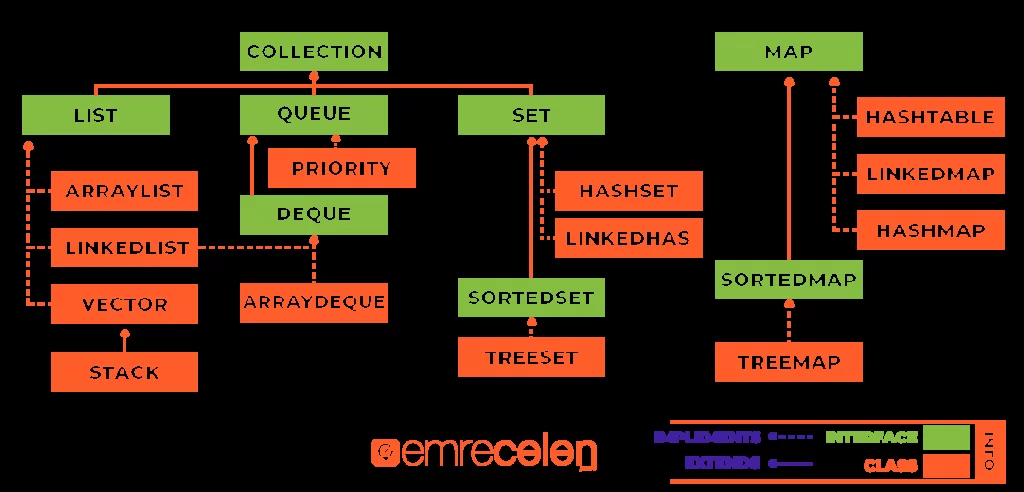 COLLECTION
MAP
LIST
QUEUE
SET
HASHTABLE
PRIORITY
ARRAYLIST
HASHSET
LINKEDMAP
DEQUE
LINKEDLIST
LINKEDHAS
HASHMAP
SORTEDMAP
VECTOR
ARRAYDEQUE
SORTEDSET
STACK
TREESET
TREEMAP
emrecelen
IMPLEMENTS
INTERFACE
EXTENDS
CLASS
INFO